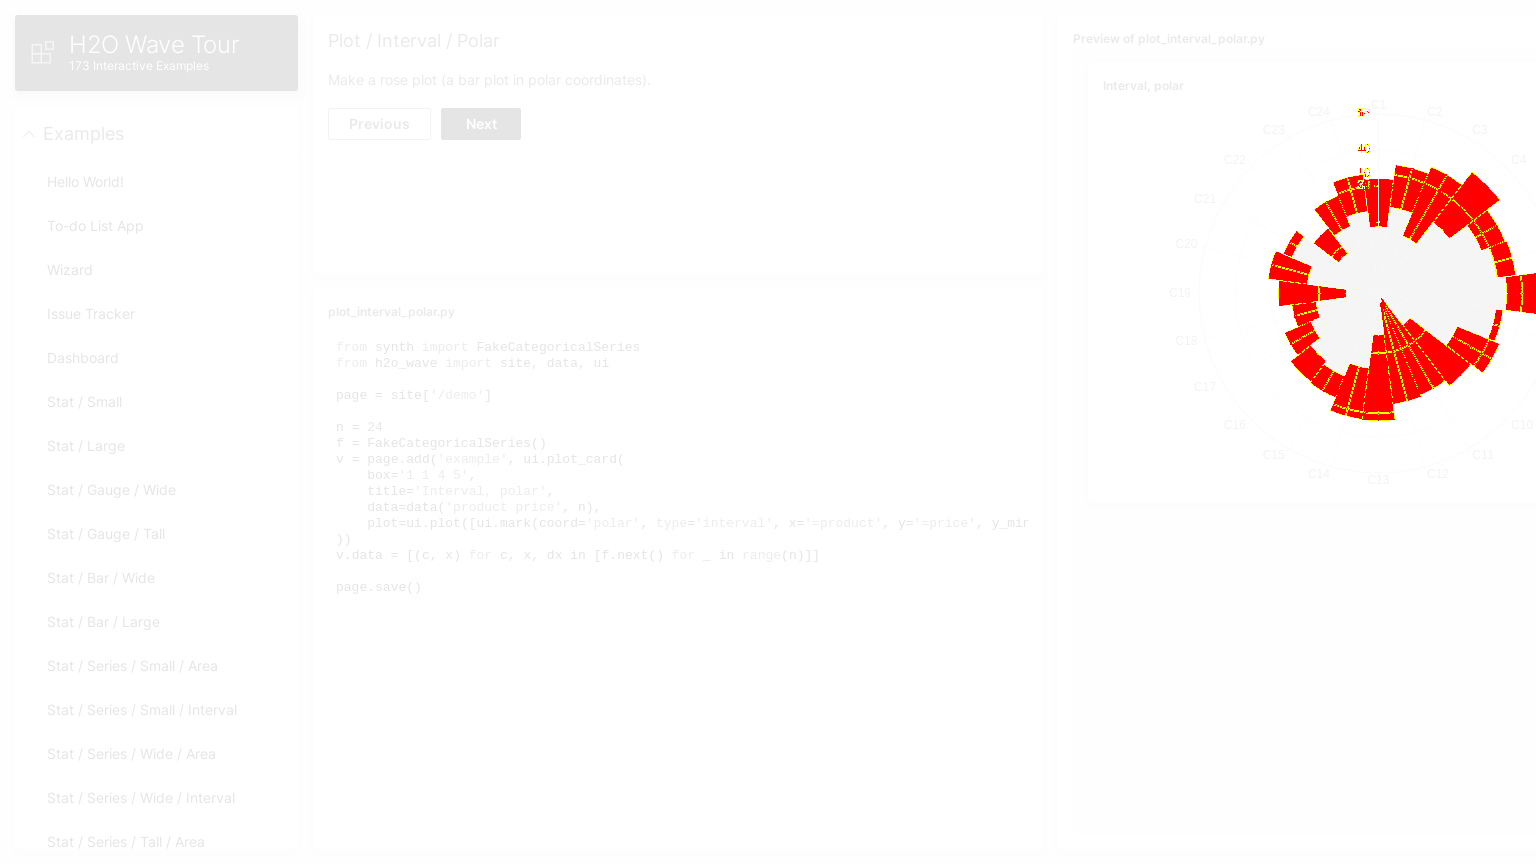 H2O Wave Tour
173 Interactive Examples
Examples
Hello World!
To-do List App
Wizard
Issue Tracker
Dashboard
Stat / Small
Stat / Large
Stat / Gauge / Wide
Stat / Gauge / Tall
Stat / Bar / Wide
Stat / Bar / Large
Stat / Series / Small / Area
Stat / Series / Small / Interval
Stat / Series / Wide / Area
Stat / Series / Wide / Interval
Stat / Series / Tall / Area
Plot / Interval / Polar
Make a rose plot (a bar plot in polar coordinates).
Previous Next
plot_interval_polar.py
from synth import FakeCategoricalSeries
from h2o_wave import site, data, ui
page = site['/demo']
n = 24
f = FakeCategoricalSeries()
v = page.add('example', ui.plot_card(
box='1 1 4 5',
title='Interval, polar',
data=data('product price', n),
plot=ui.plot([ui.mark(coord='polar', type='interval', x='=product', y='=price', y_min
))
v.data = [(c, x) for c, x, dx in [f.next() for _ in range(n)]]
page.save()
Preview of plot_interval_polar.py
Interval, polar
C1
C2
C3
C4
C10
C11
C12
C13
C14
C15
C16
C17
C18
C19
C20
C21
C22
C23
C24
40